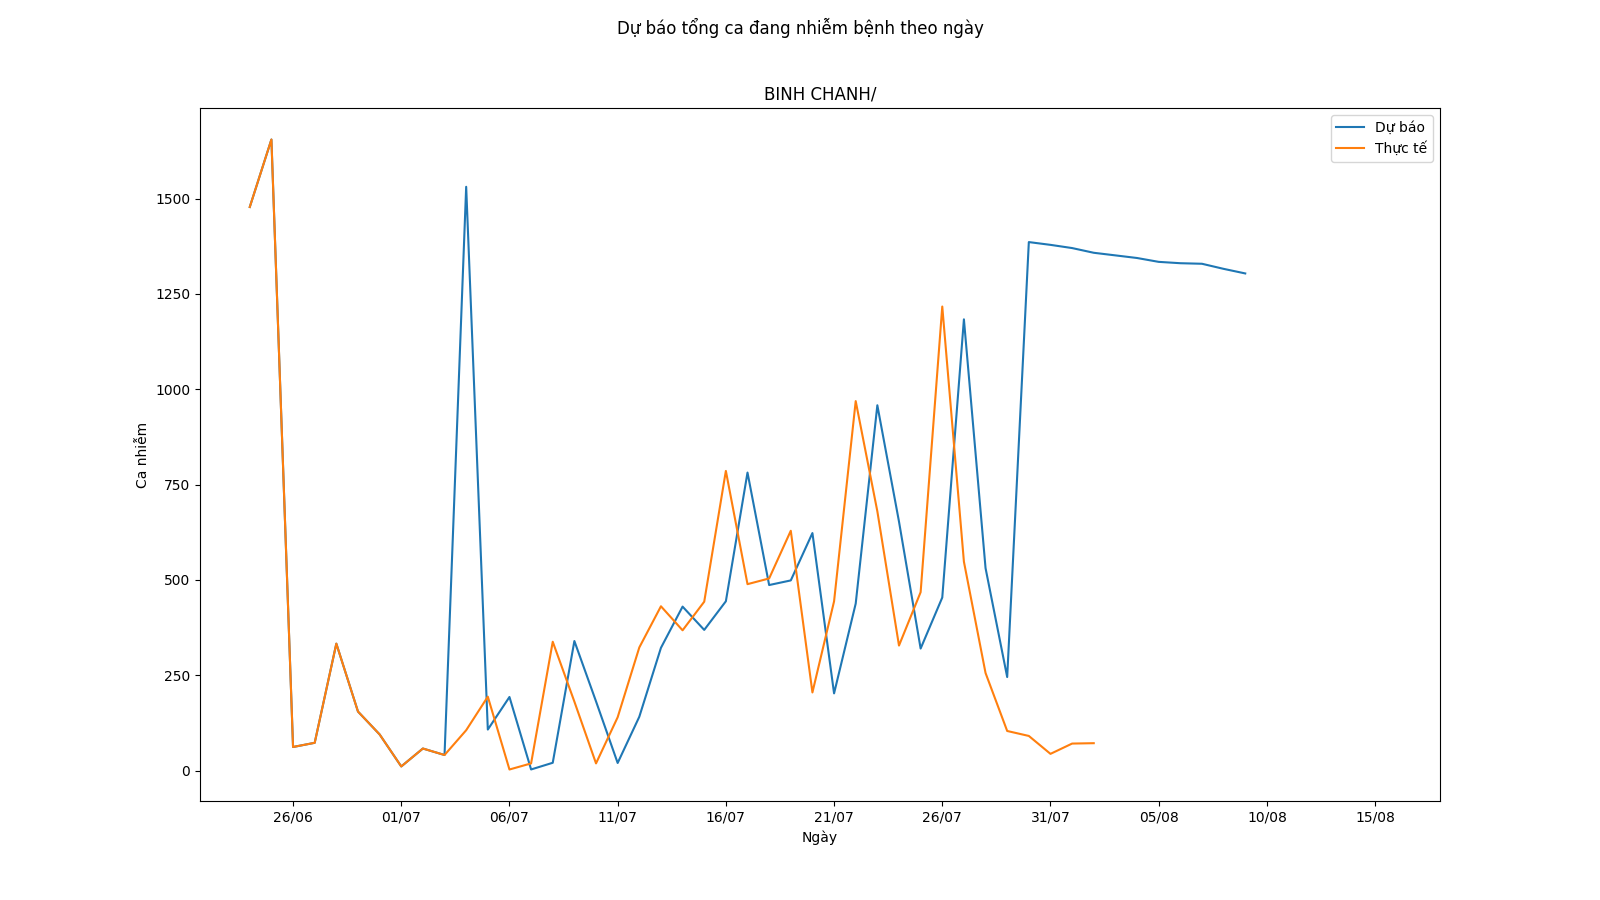 Dự báo tổng ca đang nhiễm bệnh theo ngày
BINH CHANH/
Dự báo
Thực tế
1500
1250
1000
750
500
250
0
Ca nhiễm
26/06 01/07 06/07 11/07 16/07 21/07 26/07 31/07 05/08 10/08 15/08
Ngày